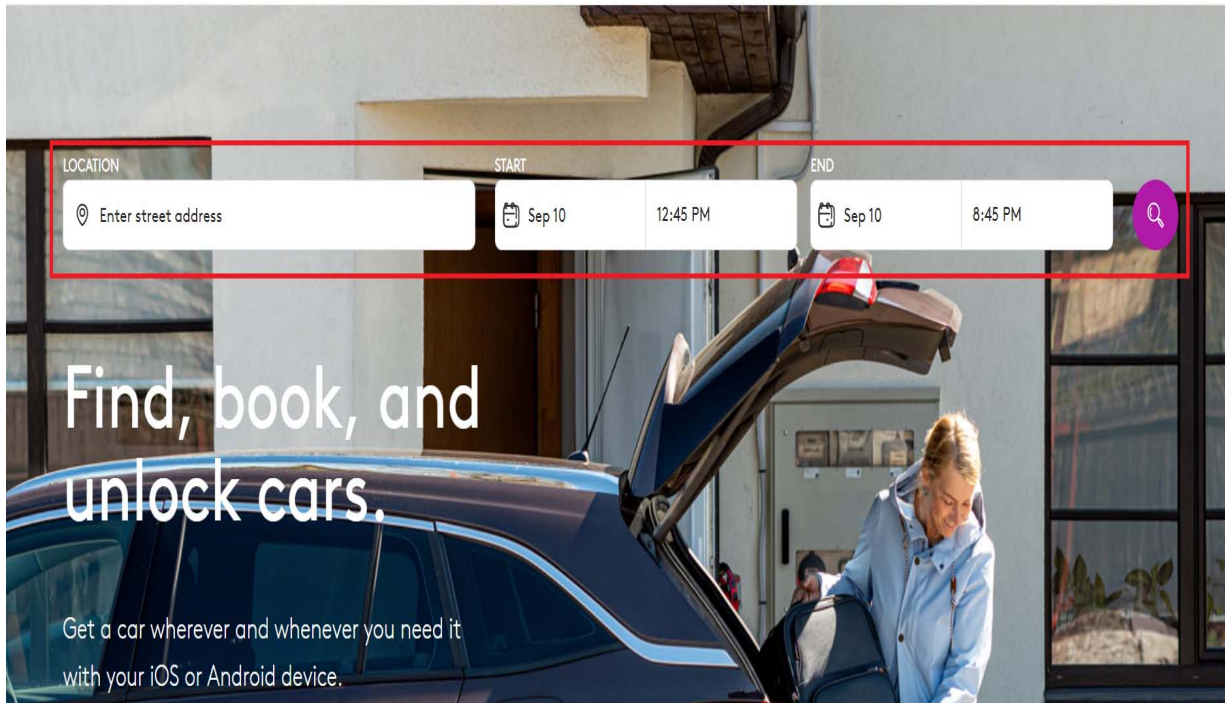 LOCATION
Enter street address
START
Sep 10 12:45 PM
END
Sep 10 8:45 PM
Find, book, and
unlock cars.
Get a car wherever and whenever you need it
with your iOS or Android device.